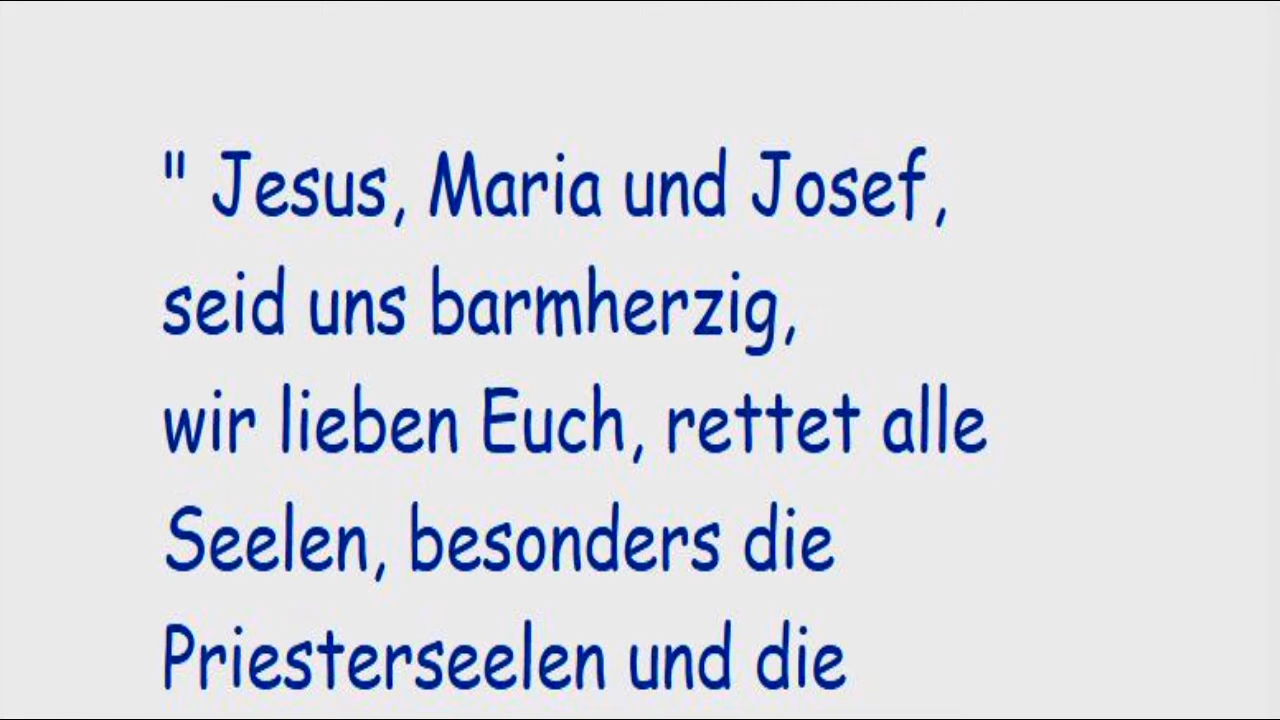 " Jesus, Maria und Josef,
seid uns barmherzig,
wir lieben Euch, rettet alle
Seelen, besonders die
Priesterseelen und die